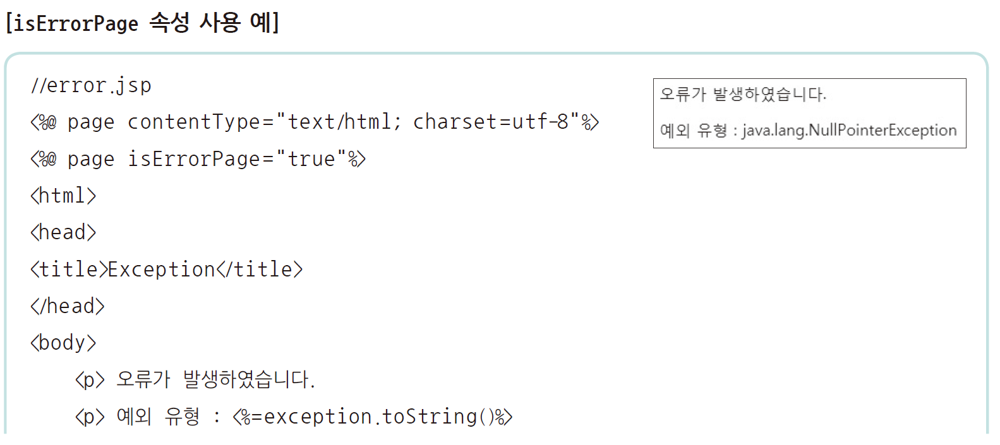 [isErrorPage 속성 사용 예]
//error.jsp
<%@ page contentType="text/html; charset=utf-8"%>
<%@ page isErrorPage="true"%>
<html>
<head>
<title>Exception</title>
</head>
<body>
<p> 오류가 발생하였습니다.
<p> 예외 유형 : <%=exception.toString()%>
오류가 발생하였습니다.
예외 유형 : java.lang.NullPointerException